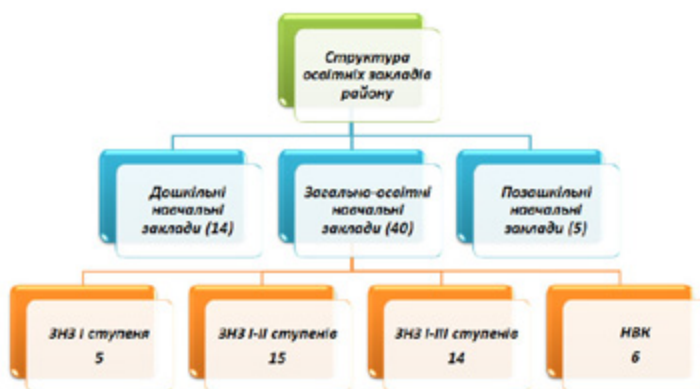 Структура
освітніх закладів
району
Дошкільні
навчальні
заклади (14)
Загально-освітні
навчальні
заклади (40)
Позашкільні
навчальні
заклади (5)
ЗНЗ І ступеня
5
ЗНЗ І-ІІ ступенів
15
ЗНЗ І-ІІІ ступенів
14
НВК
6